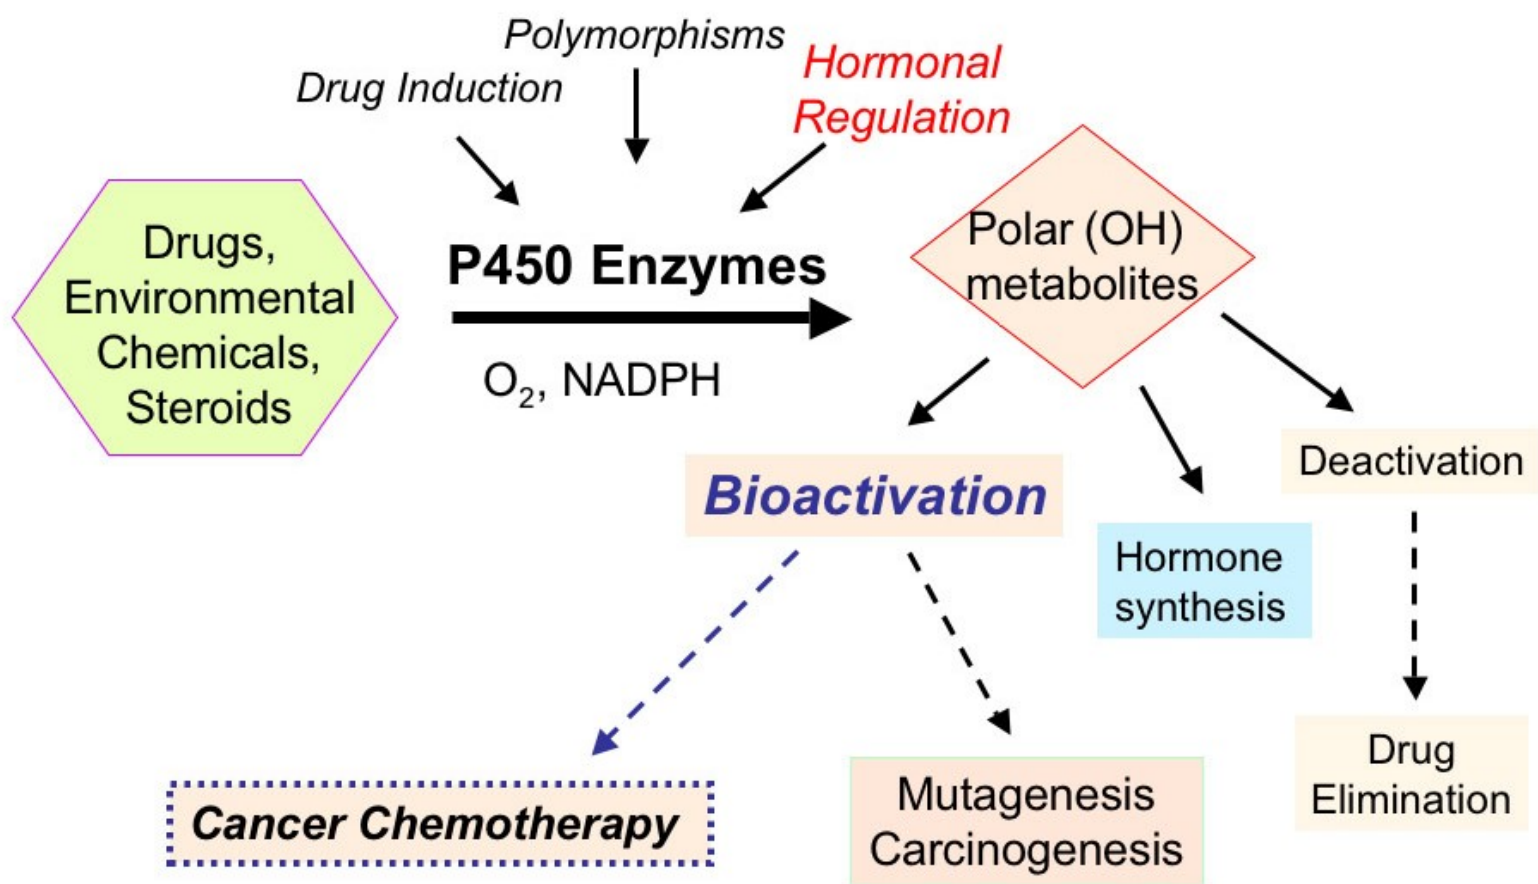 Polymorphisms
Drug Induction
Hormonal
Regulation
Drugs,
Environmental
Chemicals,
Steroids
P450 Enzymes
O₂, NADPH
Polar (OH)
metabolites
Bioactivation
Deactivation
Hormone
synthesis
Cancer Chemotherapy
Mutagenesis
Carcinogenesis
Drug
Elimination